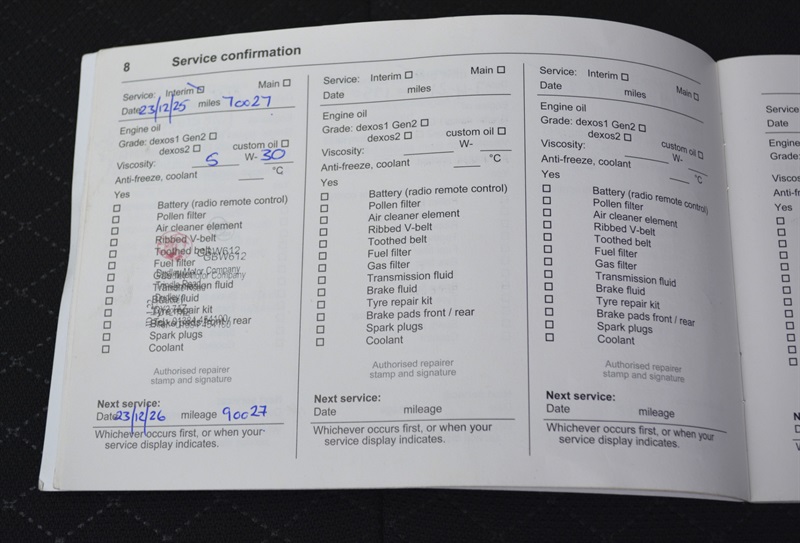 8 Service confirmation
Service: Interim Main
Date 23/12/25 miles 70027
Engine oil
Grade: dexos1 Gen2
dexos2 custom oil
Viscosity: 5 W- 30
Anti-freeze, coolant °C
Yes
Battery (radio remote control)
Pollen filter
Air cleaner element
Ribbed V-belt
Toothed belt
GBW612
Fuel filter
Motor Company
fluid
Brake fluid
Tyre repair kit
Brake pads front / rear
Spark plugs
Coolant
Authorised repairer
stamp and signature
Next service:
Date 23/12/26 mileage 90027
Whichever occurs first, or when your
service display indicates.
Service: Interim Main
Date miles
Engine oil
Grade: dexos1 Gen2
dexos2 custom oil
Viscosity: W-
Anti-freeze, coolant °C
Yes
Battery (radio remote control)
Pollen filter
Air cleaner element
Ribbed V-belt
Toothed belt
Fuel filter
Gas filter
Transmission fluid
Brake fluid
Tyre repair kit
Brake pads front / rear
Spark plugs
Coolant
Authorised repairer
stamp and signature
Next service:
Date mileage
Whichever occurs first, or when your
service display indicates.
Service: Interim Main
Date miles
Engine oil
Grade: dexos1 Gen2
dexos2 custom oil
Viscosity: W-
Anti-freeze, coolant °C
Yes
Battery (radio remote control)
Pollen filter
Air cleaner element
Ribbed V-belt
Toothed belt
Fuel filter
Gas filter
Transmission fluid
Brake fluid
Tyre repair kit
Brake pads front / rear
Spark plugs
Coolant
Authorised repairer
stamp and signature
Next service:
Date mileage
Whichever occurs first, or when your
service display indicates.
Service
Date
Engine
Grade:
Anti-f
Yes